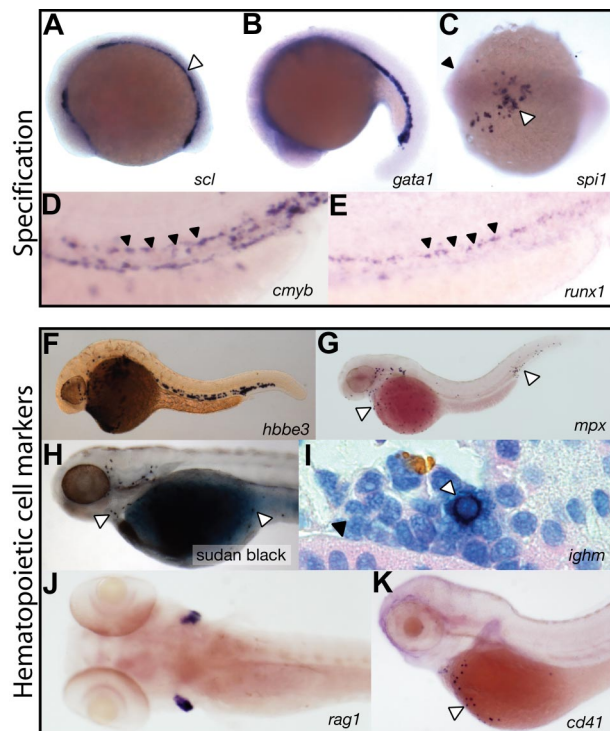 Specification
A
B
C
scl
gata1
spi1
D
E
cmyb
runx1
Hematopoietic cell markers
F
G
hbbe3
mpx
H
I
sudan black
ighm
J
K
rag1
cd41